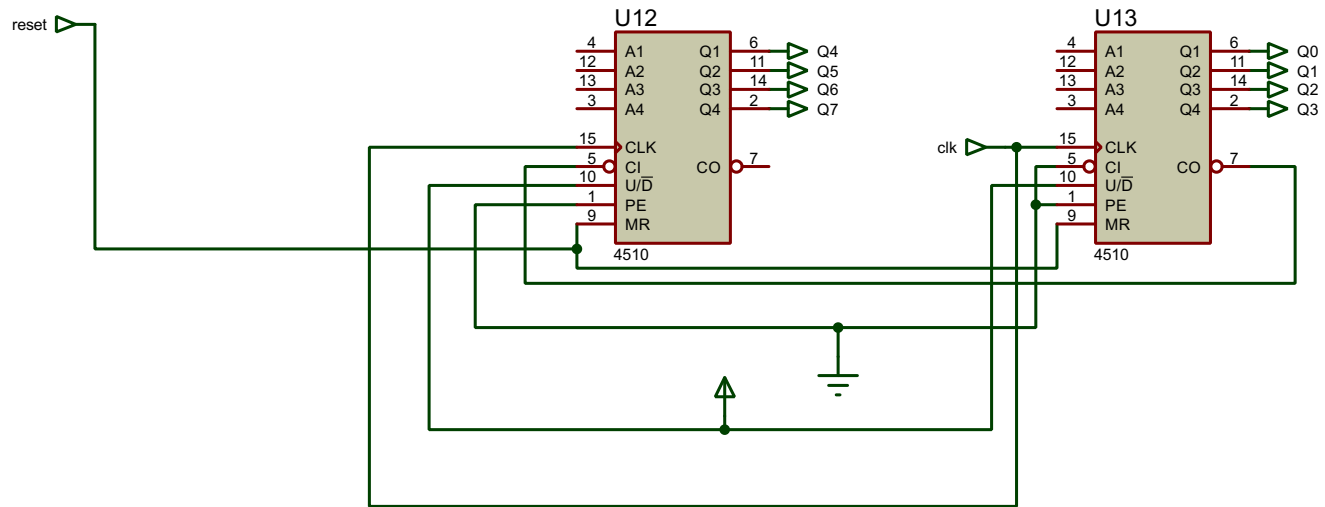 reset
U12
4 A1 Q1 6 Q4
12 A2 Q2 11 Q5
13 A3 Q3 14 Q6
3 A4 Q4 2 Q7
15 CLK
5 CI CO 7
10 U/D̅
1 PE
9 MR
4510
U13
4 A1 Q1 6 Q0
12 A2 Q2 11 Q1
13 A3 Q3 14 Q2
3 A4 Q4 2 Q3
clk 15 CLK
5 CI CO 7
10 U/D̅
1 PE
9 MR
4510